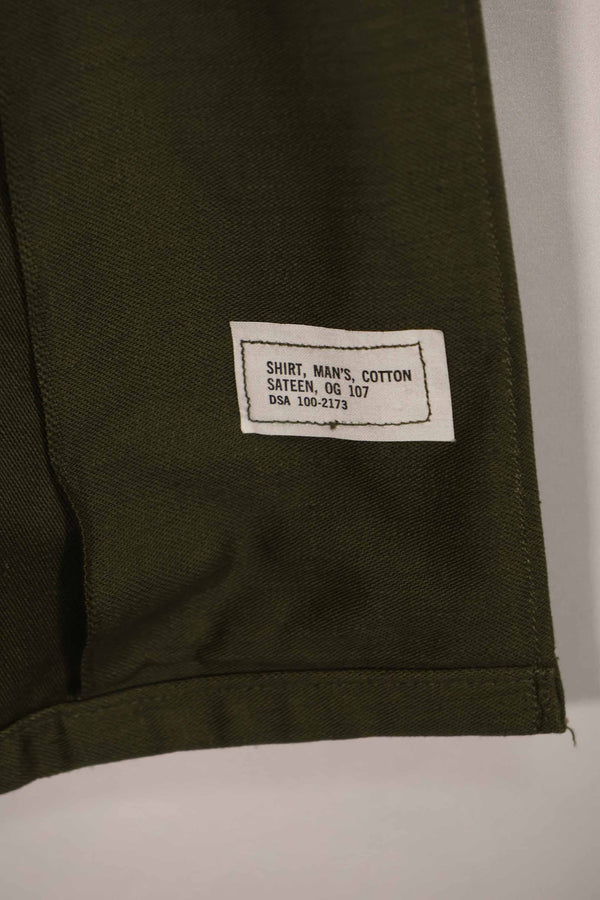 SHIRT, MAN'S, COTTON
SATEEN, OG 107
DSA 100-2173